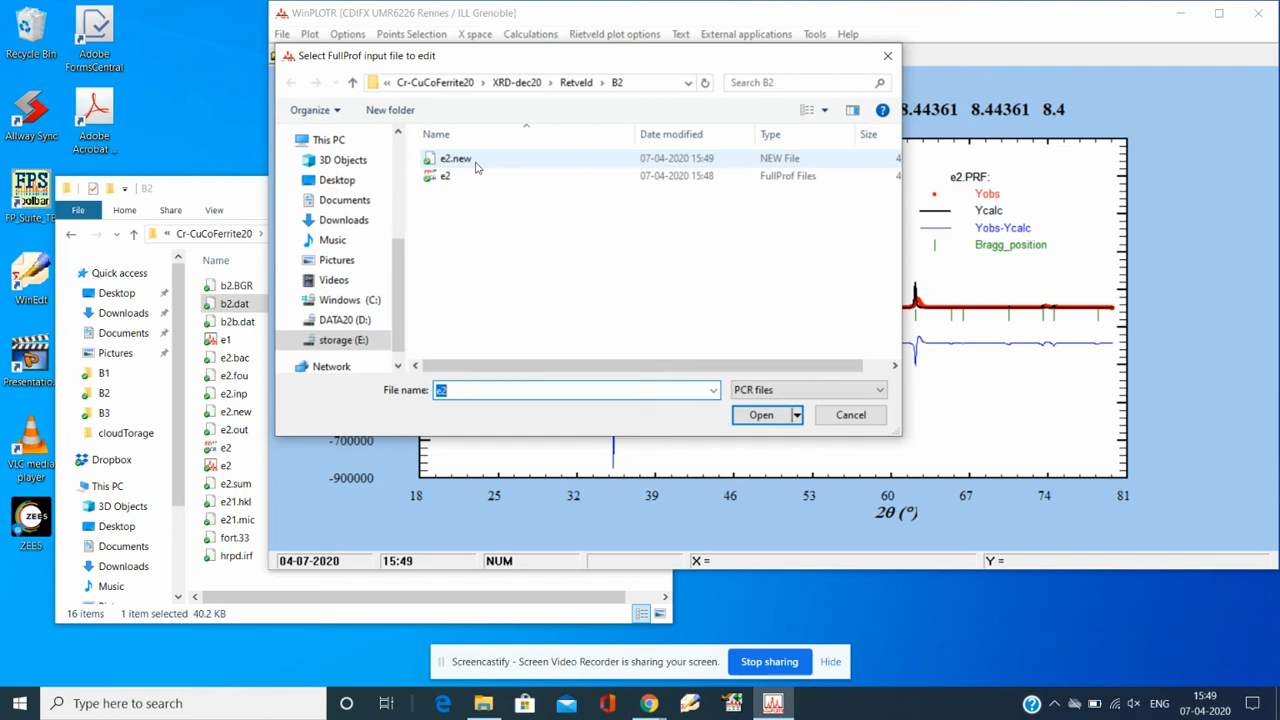 Recycle Bin
Adobe
FormsCentral
Allway Sync
Adobe
Acrobat ...
FPS
toolbar
FP_Suite_TB
WinEdt
Presentatio...
VLC media
player
ZEE5
ZEE5
WinPLOTR [CDIFX UMR6226 Rennes / ILL Grenoble]
File Plot Options Points Selection X space Calculations Rietveld plot options Text External applications Tools Help
8.44361 8.44361 8.4
Select FullProf input file to edit
« Cr-CuCoFerrite20 > XRD-dec20 > Retveld > B2
Search B2
Organize New folder
This PC
3D Objects
Desktop
Documents
Downloads
Music
Pictures
Videos
Windows (C:)
DATA20 (D:)
storage (E:)
Network
Name Date modified Type Size
e2.new 07-04-2020 15:49 NEW File 4
e2 07-04-2020 15:48 FullProf Files 4
File name: e2 PCR files
Open Cancel
e2.PRF:
Yobs
Ycalc
Yobs-Ycalc
Bragg_position
-700000
-900000
18 25 32 39 46 53 60 67 74 81
2θ (°)
04-07-2020 15:49 NUM X = Y =
B2
File Home Share View
« Cr-CuCoFerrite20 >
Quick access
Desktop
Downloads
Documents
Pictures
B1
B2
B3
cloudTorage
Dropbox
This PC
3D Objects
Desktop
Documents
Downloads
Music
Name
b2.BGR
b2.dat
b2b.dat
e1
e2.bac
e2.fou
e2.inp
e2.new
e2.out
e2
e2
e2.sum
e21.hkl
e21.mic
fort.33
hrpd.irf
16 items 1 item selected 40.2 KB
Screencastify - Screen Video Recorder is sharing your screen. Stop sharing Hide
Type here to search
ENG
15:49
07-04-2020